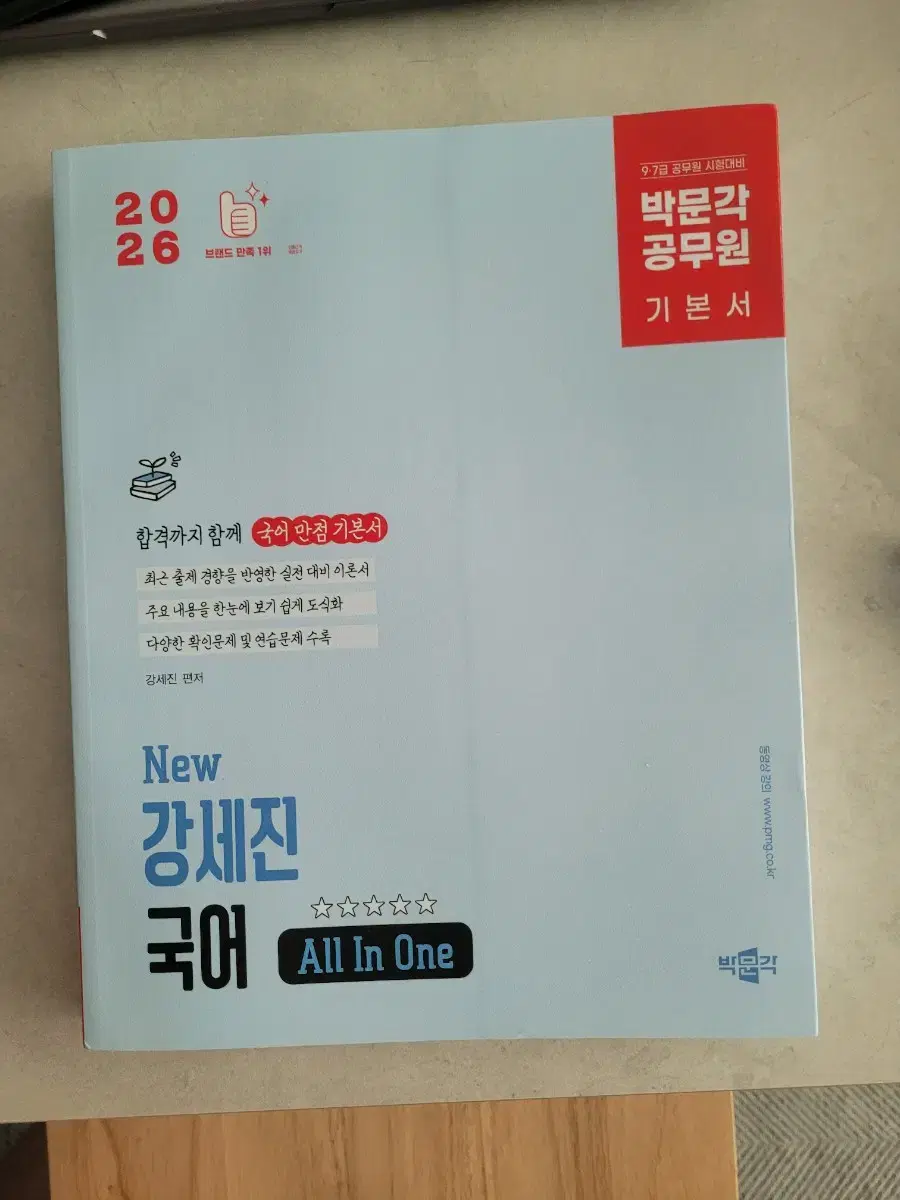 20
26
브랜드 만족 1위
9·7급 공무원 시험대비
박문각
공무원
기본서
합격까지 함께 국어 만점 기본서
최근 출제 경향을 반영한 실전 대비 이론서
주요 내용을 한눈에 보기 쉽게 도식화
다양한 확인문제 및 연습문제 수록
강세진 편저
New
강세진
국어
All In One
동영상 강의 www.pmg.co.kr
박문각